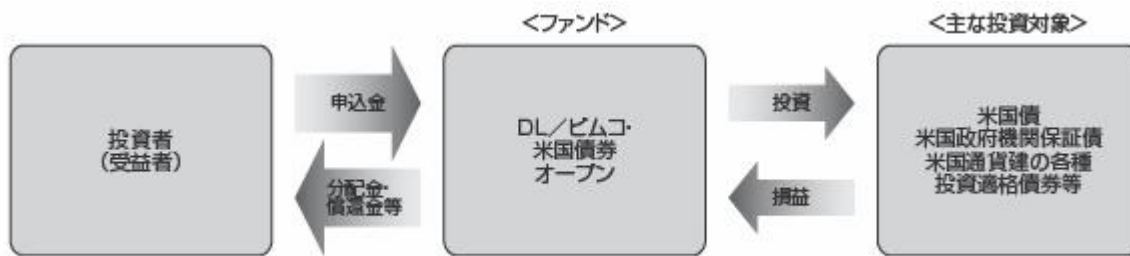 <ファンド>
<主な投資対象>
投資者
(受益者)
申込金
分配金・
償還金等
DL/ピムコ・
米国債券
オープン
投資
損益
米国債
米国政府機関保証債
米国通貨建の各種
投資適格債券等